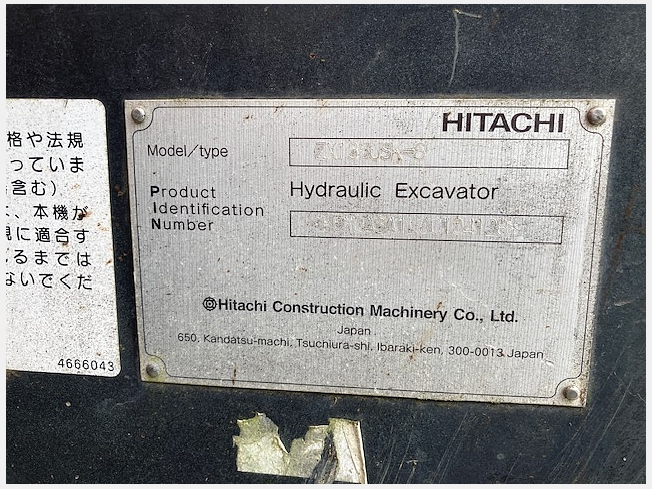 格や法規
っていま
含む)
、本機が
規に適合す
るまでは
ないでくだ
4666043
HITACHI
Model/type
Product
Identification
Number
Hydraulic Excavator
Hitachi Construction Machinery Co., Ltd.
Japan
650, Kandatsu-machi, Tsuchiura-shi, Ibaraki-ken, 300-0013 Japan